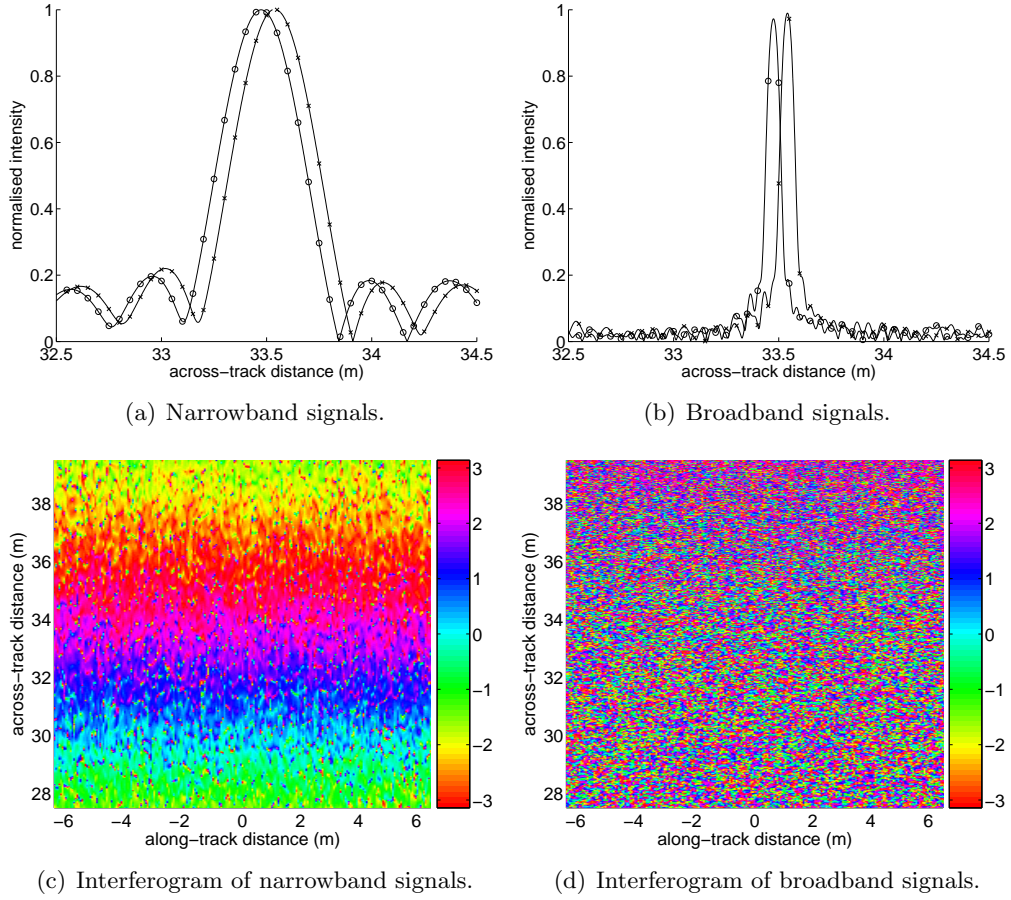 1
0.8
0.6
0.4
0.2
0
normalised intensity
32.5 33 33.5 34 34.5
across−track distance (m)
(a) Narrowband signals.
1
0.8
0.6
0.4
0.2
0
normalised intensity
32.5 33 33.5 34 34.5
across−track distance (m)
(b) Broadband signals.
38
36
34
32
30
28
across−track distance (m)
−6 −4 −2 0 2 4 6
along−track distance (m)
3
2
1
0
−1
−2
−3
(c) Interferogram of narrowband signals.
38
36
34
32
30
28
across−track distance (m)
−6 −4 −2 0 2 4 6
along−track distance (m)
3
2
1
0
−1
−2
−3
(d) Interferogram of broadband signals.